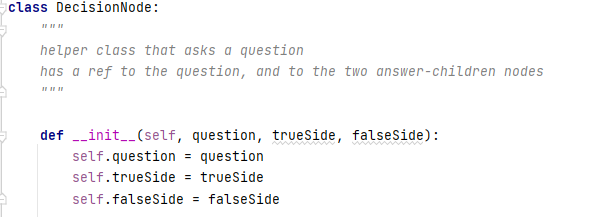 class DecisionNode:
    """
    helper class that asks a question
    has a ref to the question, and to the two answer-children nodes
    """
    def __init__(self, question, trueSide, falseSide):
        self.question = question
        self.trueSide = trueSide
        self.falseSide = falseSide